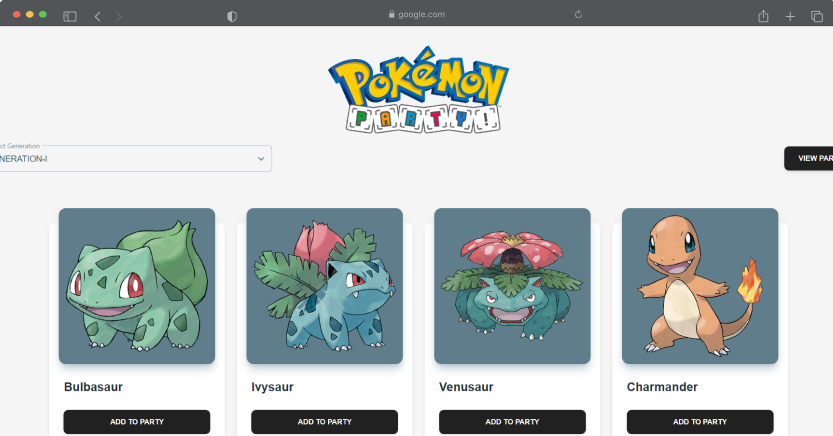 google.com
POKÉMON
PARTY!
ct Generation
NERATION-I
VIEW PAR
Bulbasaur
Ivysaur
Venusaur
Charmander
ADD TO PARTY
ADD TO PARTY
ADD TO PARTY
ADD TO PARTY